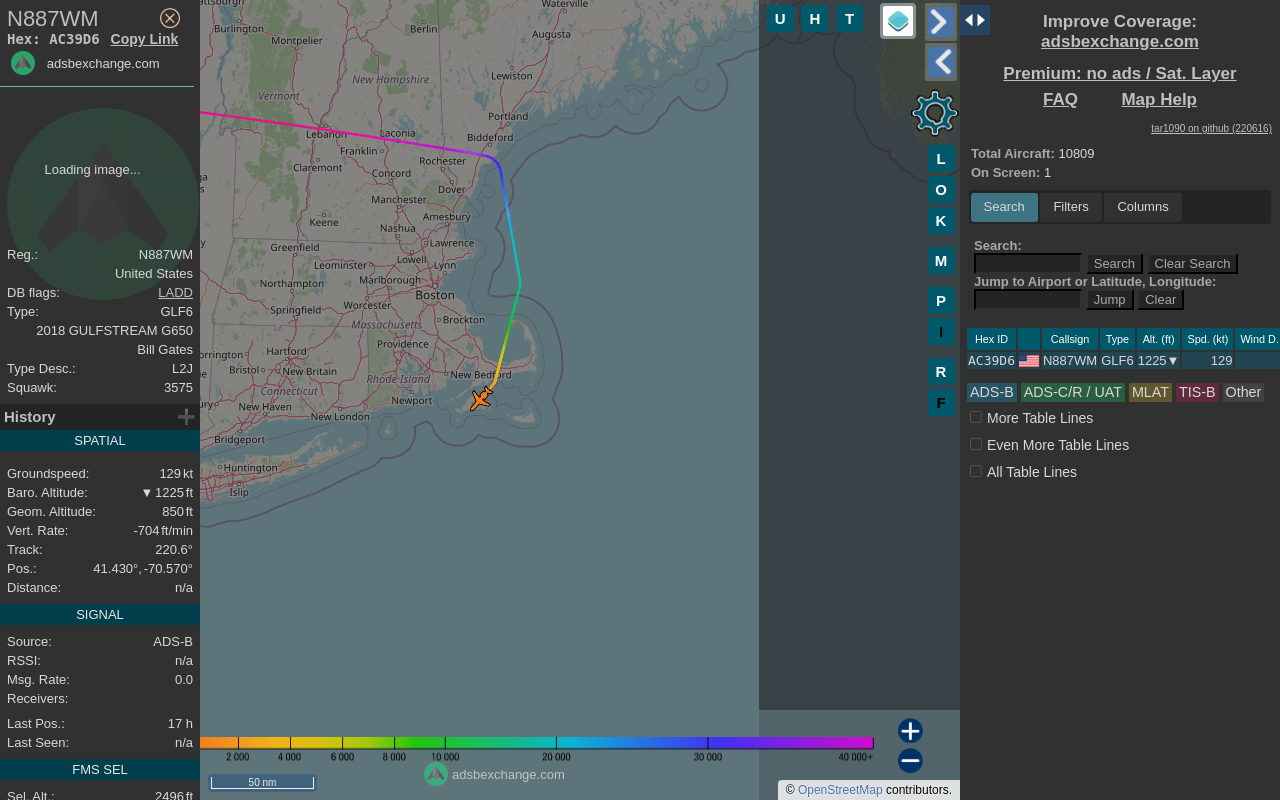 N887WM
Hex: AC39D6 Copy Link
adsbexchange.com
Loading image...
Reg.: N887WM
United States
DB flags: LADD
Type: GLF6
2018 GULFSTREAM G650
Bill Gates
Type Desc.: L2J
Squawk: 3575
History
SPATIAL
Groundspeed: 129 kt
Baro. Altitude: ▼ 1225 ft
Geom. Altitude: 850 ft
Vert. Rate: -704 ft/min
Track: 220.6°
Pos.: 41.430°, -70.570°
Distance: n/a
SIGNAL
Source: ADS-B
RSSI: n/a
Msg. Rate: 0.0
Receivers:
Last Pos.: 17 h
Last Seen: n/a
FMS SEL
Sel. Alt.: 2496 ft
Waterville
Burlington
Berlin
Montpelier
Augusta
Lewiston
New Hampshire
Vermont
Portland
Lebanon
Laconia
Biddeford
Franklin
Rochester
Claremont
Concord
Dover
Manchester
Amesbury
Keene
Nashua
Lawrence
Greenfield
Lowell
Leominster
Lynn
Northampton
Marlborough
Boston
Springfield
Worcester
Massachusetts
Brockton
Providence
Hartford
Torrington
Bristol
New Britain
Rhode Island
New Bedford
Connecticut
Newport
New Haven
New London
Bridgeport
Huntington
Islip
2 000 4 000 6 000 8 000 10 000 20 000 30 000 40 000+
adsbexchange.com
50 nm
© OpenStreetMap contributors.
U H T
L
O
K
M
P
I
R
F
Improve Coverage:
adsbexchange.com
Premium: no ads / Sat. Layer
FAQ Map Help
tar1090 on github (220616)
Total Aircraft: 10809
On Screen: 1
Search Filters Columns
Search:
Search Clear Search
Jump to Airport or Latitude, Longitude:
Jump Clear
Hex ID Callsign Type Alt. (ft) Spd. (kt) Wind D.
AC39D6 N887WM GLF6 1225▼ 129
ADS-B ADS-C/R / UAT MLAT TIS-B Other
More Table Lines
Even More Table Lines
All Table Lines